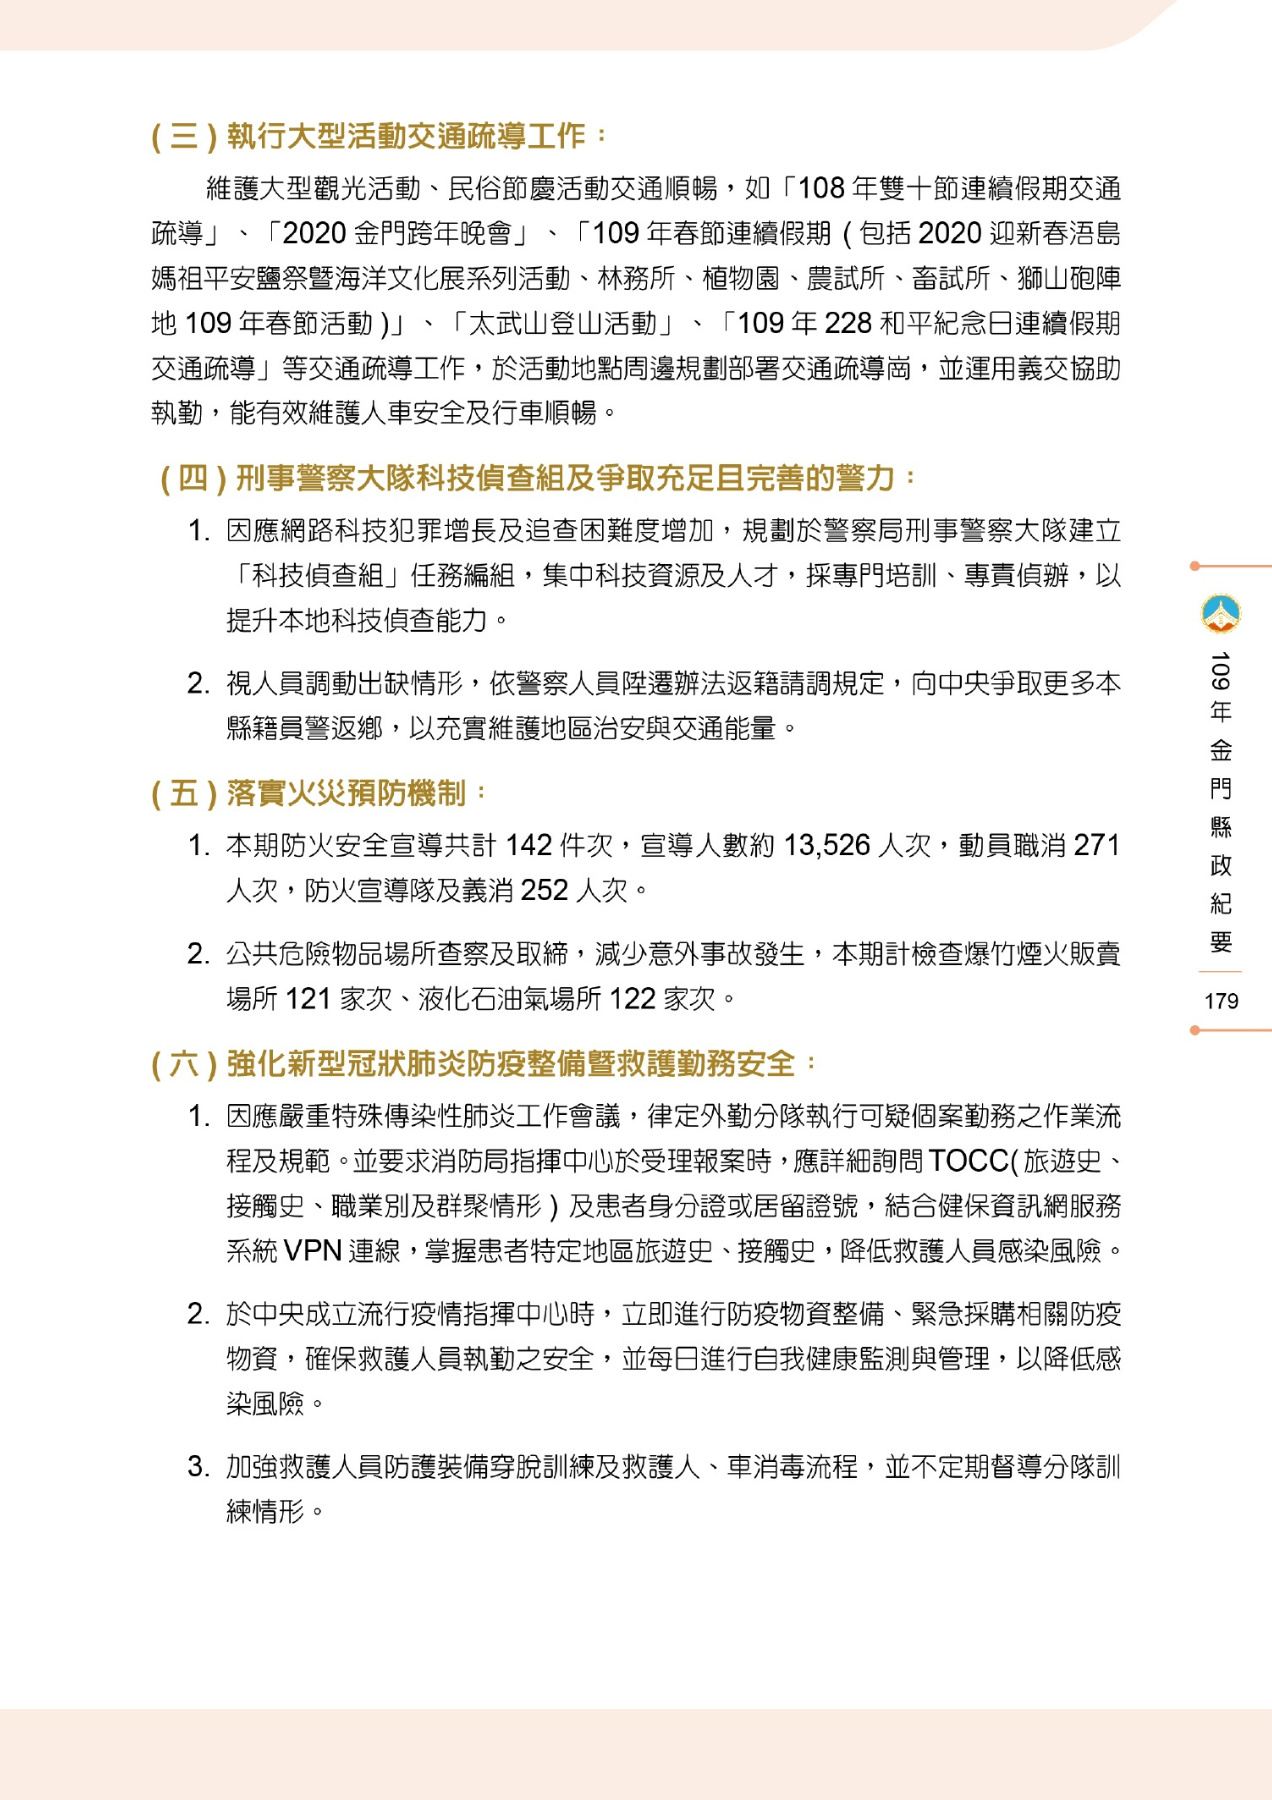 (三)執行大型活動交通疏導工作：
維護大型觀光活動、民俗節慶活動交通順暢，如「108 年雙十節連續假期交通
疏導」、「2020 金門跨年晚會」、「109 年春節連續假期 ( 包括 2020 迎新春浯島
媽祖平安鹽祭暨海洋文化展系列活動、林務所、植物園、農試所、畜試所、獅山砲陣
地 109 年春節活動 )」、「太武山登山活動」、「109 年 228 和平紀念日連續假期
交通疏導」等交通疏導工作，於活動地點周邊規劃部署交通疏導崗，並運用義交協助
執勤，能有效維護人車安全及行車順暢。
(四)刑事警察大隊科技偵查組及爭取充足且完善的警力：
1. 因應網路科技犯罪增長及追查困難度增加，規劃於警察局刑事警察大隊建立
「科技偵查組」任務編組，集中科技資源及人才，採專門培訓、專責偵辦，以
提升本地科技偵查能力。
2. 視人員調動出缺情形，依警察人員陞遷辦法返籍請調規定，向中央爭取更多本
縣籍員警返鄉，以充實維護地區治安與交通能量。
(五)落實火災預防機制：
1. 本期防火安全宣導共計 142 件次，宣導人數約 13,526 人次，動員職消 271
人次，防火宣導隊及義消 252 人次。
2. 公共危險物品場所查察及取締，減少意外事故發生，本期計檢查爆竹煙火販賣
場所 121 家次、液化石油氣場所 122 家次。
(六)強化新型冠狀肺炎防疫整備暨救護勤務安全：
1. 因應嚴重特殊傳染性肺炎工作會議，律定外勤分隊執行可疑個案勤務之作業流
程及規範。並要求消防局指揮中心於受理報案時，應詳細詢問 TOCC( 旅遊史、
接觸史、職業別及群聚情形 ) 及患者身分證或居留證號，結合健保資訊網服務
系統 VPN 連線，掌握患者特定地區旅遊史、接觸史，降低救護人員感染風險。
2. 於中央成立流行疫情指揮中心時，立即進行防疫物資整備、緊急採購相關防疫
物資，確保救護人員執勤之安全，並每日進行自我健康監測與管理，以降低感
染風險。
3. 加強救護人員防護裝備穿脫訓練及救護人、車消毒流程，並不定期督導分隊訓
練情形。
109年金門縣政紀要
179